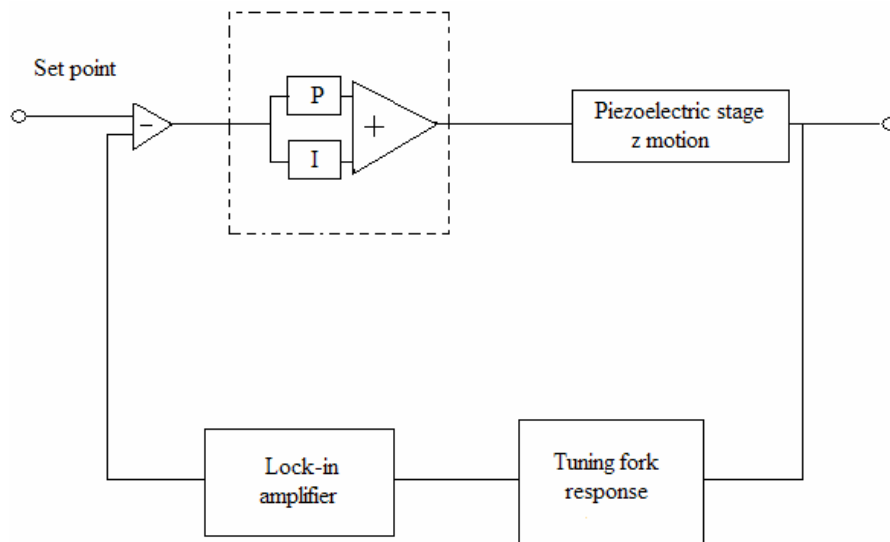 Set point
−
P
I
+
Piezoelectric stage
z motion
Lock-in
amplifier
Tuning fork
response